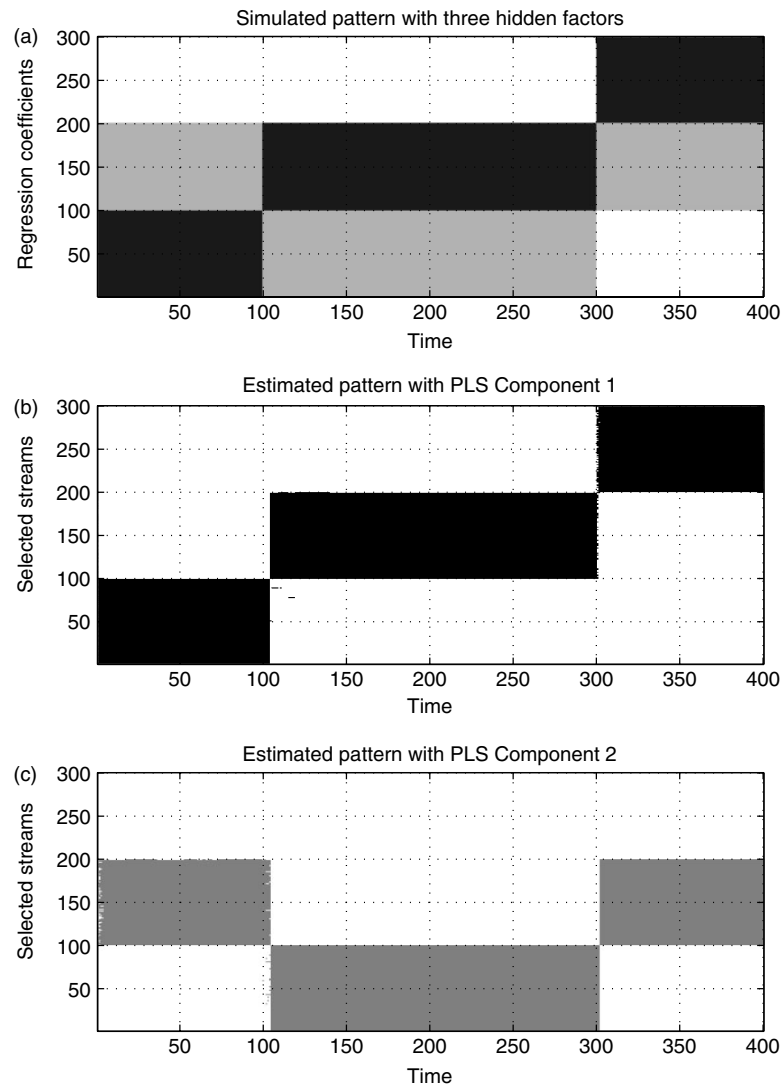 Simulated pattern with three hidden factors
(a)
Regression coefficients
300
250
200
150
100
50
50 100 150 200 250 300 350 400
Time
Estimated pattern with PLS Component 1
(b)
Selected streams
300
250
200
150
100
50
50 100 150 200 250 300 350 400
Time
Estimated pattern with PLS Component 2
(c)
Selected streams
300
250
200
150
100
50
50 100 150 200 250 300 350 400
Time